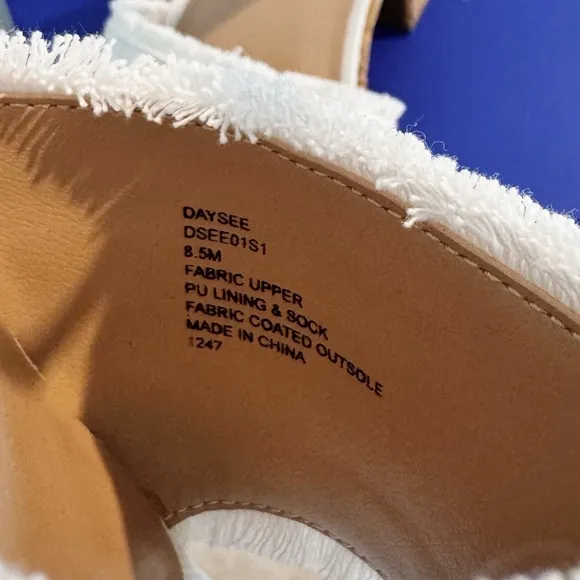 DAYSEE
DSEE01S1
8.5M
FABRIC UPPER
PU LINING & SOCK
FABRIC COATED OUTSOLE
MADE IN CHINA
1247